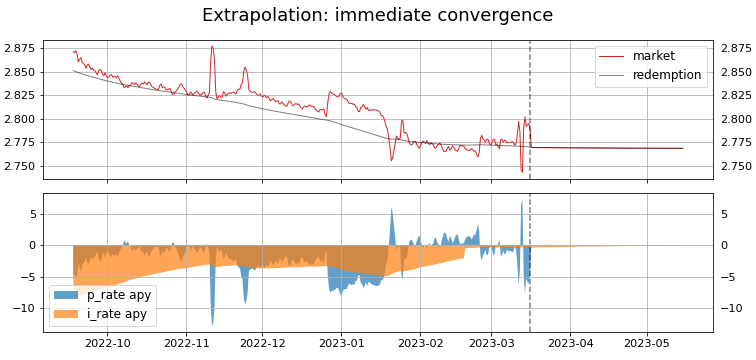 Extrapolation: immediate convergence
2.875 2.875
2.850 2.850
2.825 2.825
2.800 2.800
2.775 2.775
2.750 2.750
market
redemption
5 5
0 0
−5 −5
−10 −10
p_rate apy
i_rate apy
2022-10 2022-11 2022-12 2023-01 2023-02 2023-03 2023-04 2023-05